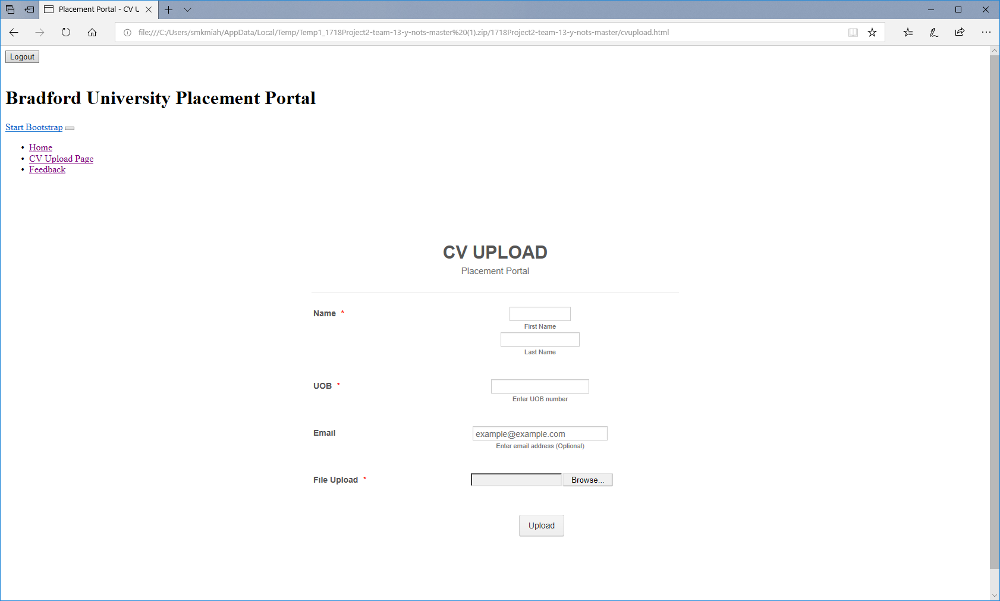 Placement Portal - CV U
file:///C:/Users/smkmiah/AppData/Local/Temp/Temp1_1718Project2-team-13-y-nots-master%20(1).zip/1718Project2-team-13-y-nots-master/cvupload.html
Logout
Bradford University Placement Portal
Start Bootstrap
• Home
• CV Upload Page
• Feedback
CV UPLOAD
Placement Portal
Name *
First Name
Last Name
UOB *
Enter UOB number
Email
example@example.com
Enter email address (Optional)
File Upload *
Browse...
Upload